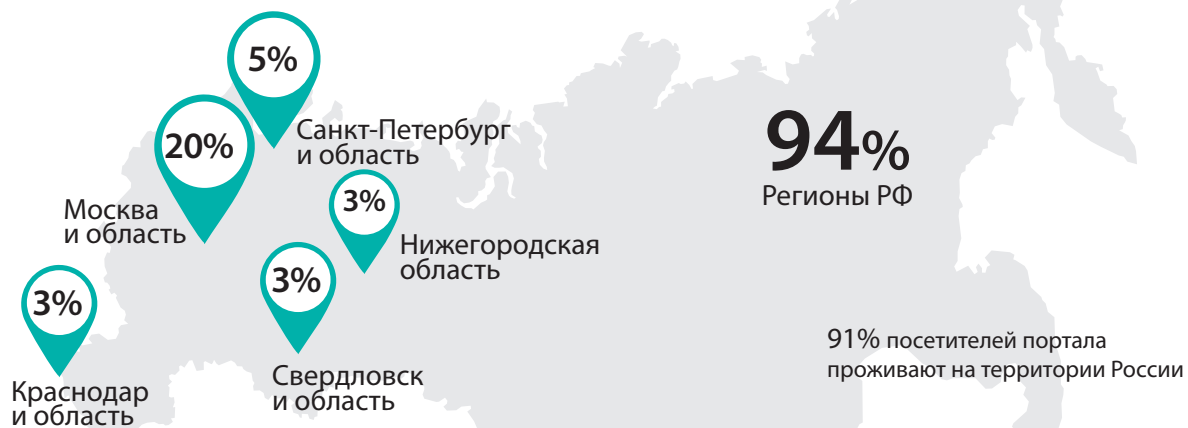 5%
Санкт-Петербург
и область
20%
Москва
и область
3%
Нижегородская
область
3%
Свердловск
и область
3%
Краснодар
и область
94%
Регионы РФ
91% посетителей портала
проживают на территории России